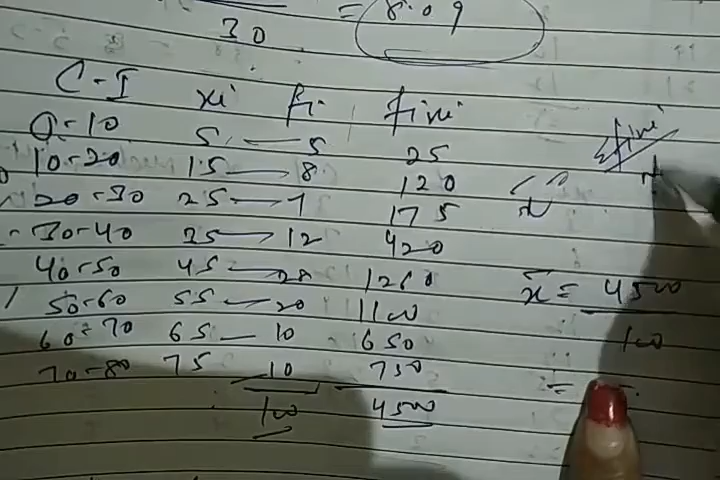 = 8.09
30
C-I xi fi fixi
0-10 5 5 25
10-20 15 8 120
20-30 25 7 175
30-40 35 12 420
40-50 45 28 1260
50-60 55 20 1100
60-70 65 10 650
70-80 75 10 750
100 4500
fixi
N
x̄ = 4500
100
=